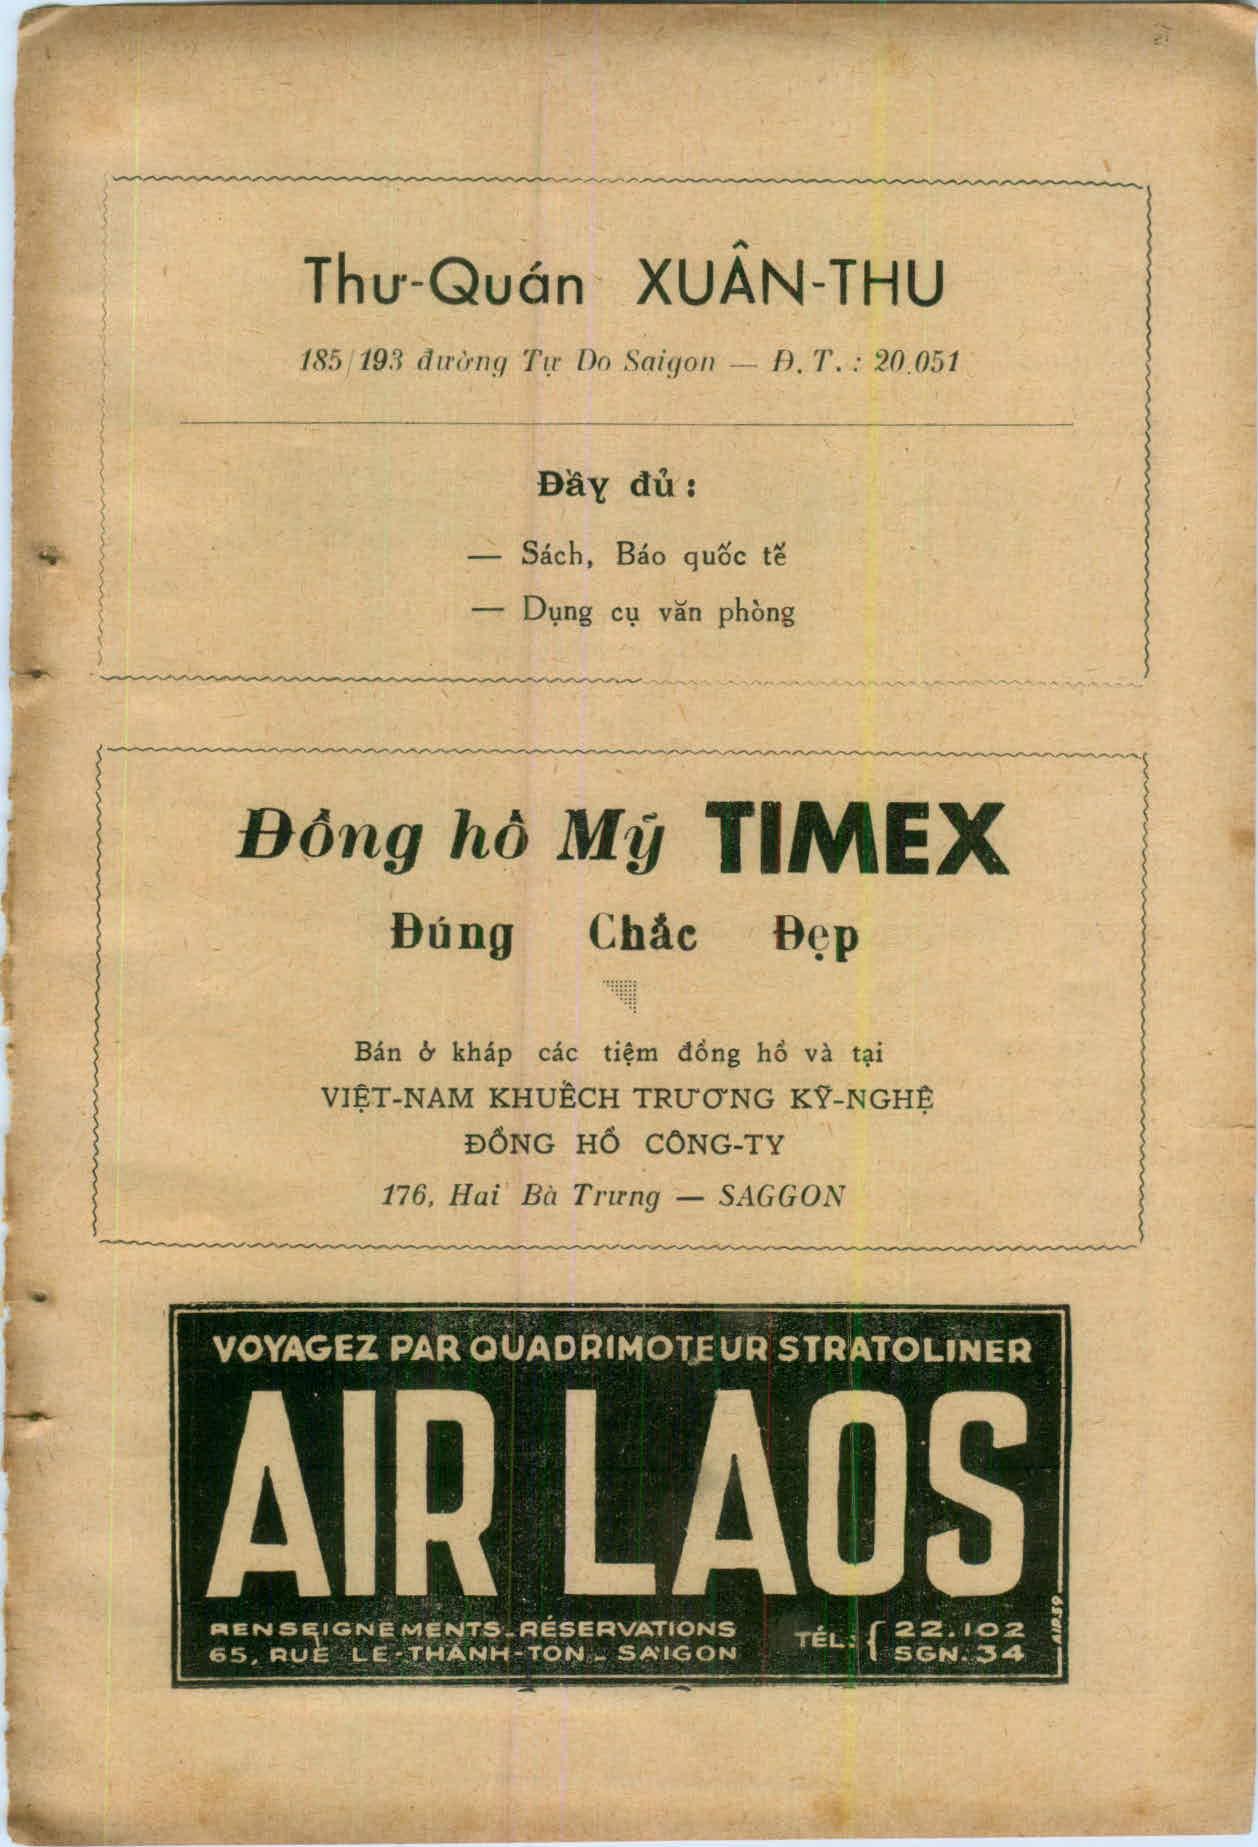 Thư-Quán XUÂN-THU
185/193 đường Tự Do Saigon — Đ. T. : 20.051
Đầy đủ :
— Sách, Báo quốc tế
— Dụng cụ văn phòng
Đồng hồ Mỹ TIMEX
Đúng Chắc Đẹp
Bán ở kháp các tiệm đồng hồ và tại
VIỆT-NAM KHUẾCH TRƯƠNG KỸ-NGHỆ
ĐỒNG HỒ CÔNG-TY
176, Hai Bà Trưng — SAGGON
VOYAGEZ PAR QUADRIMOTEUR STRATOLINER
AIR LAOS
RENSEIGNEMENTS-RÉSERVATIONS
65, RUE LE-THÀNH-TON - SAIGON
TÉL: { 22.102
SGN. 34